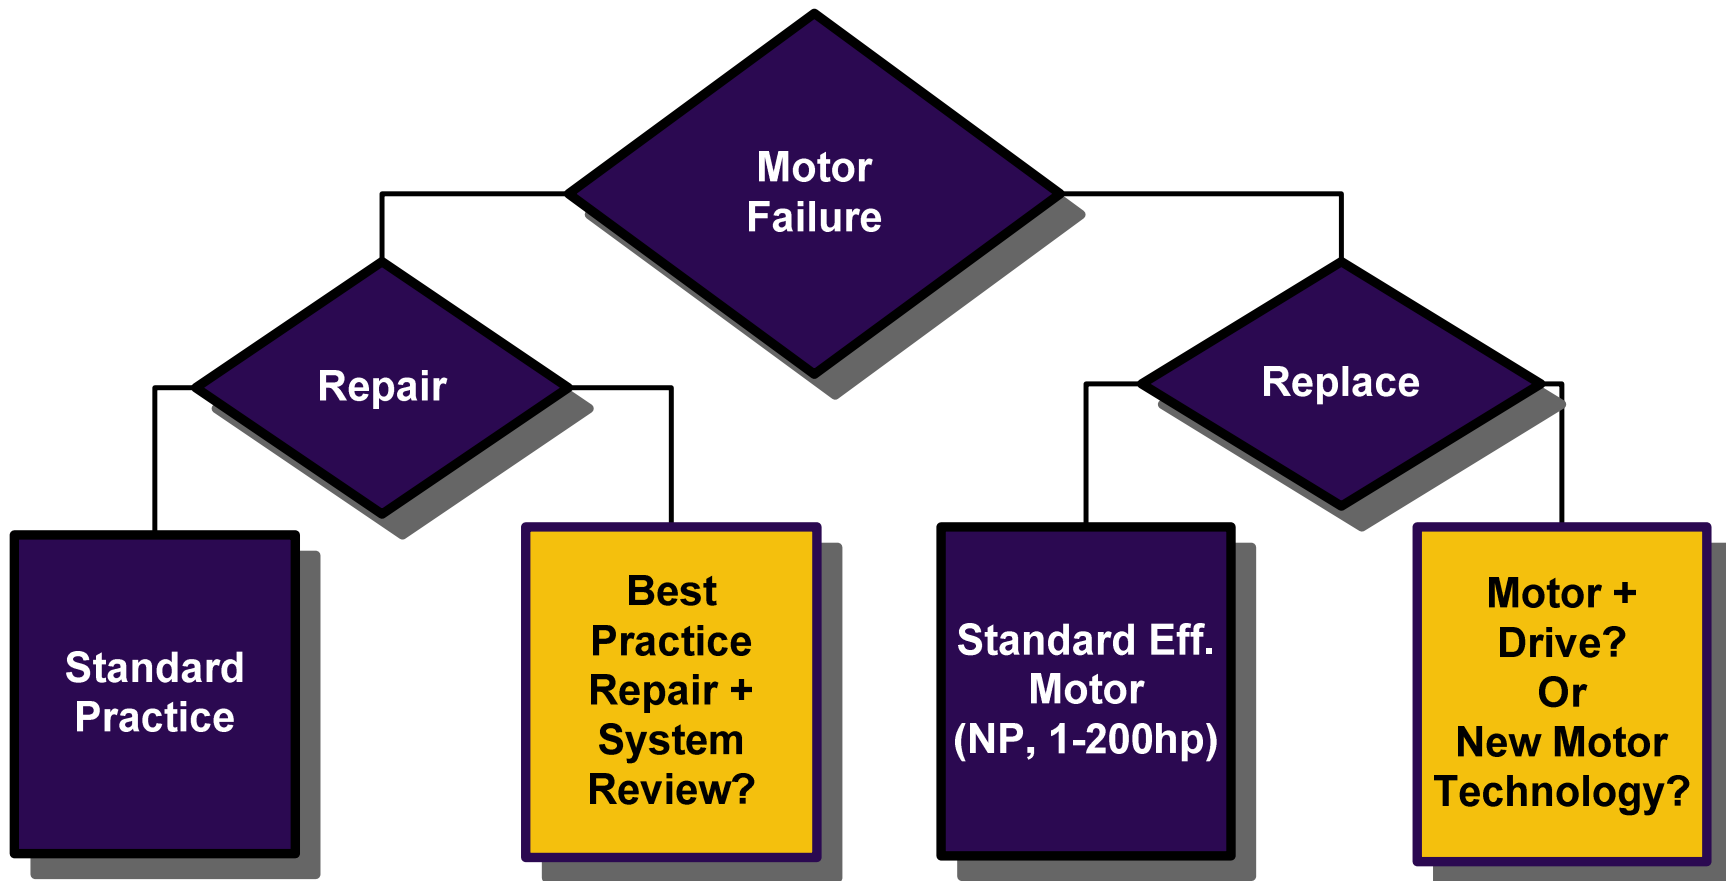 Motor
Failure
Repair
Replace
Standard
Practice
Best
Practice
Repair +
System
Review?
Standard Eff.
Motor
(NP, 1-200hp)
Motor +
Drive?
Or
New Motor
Technology?